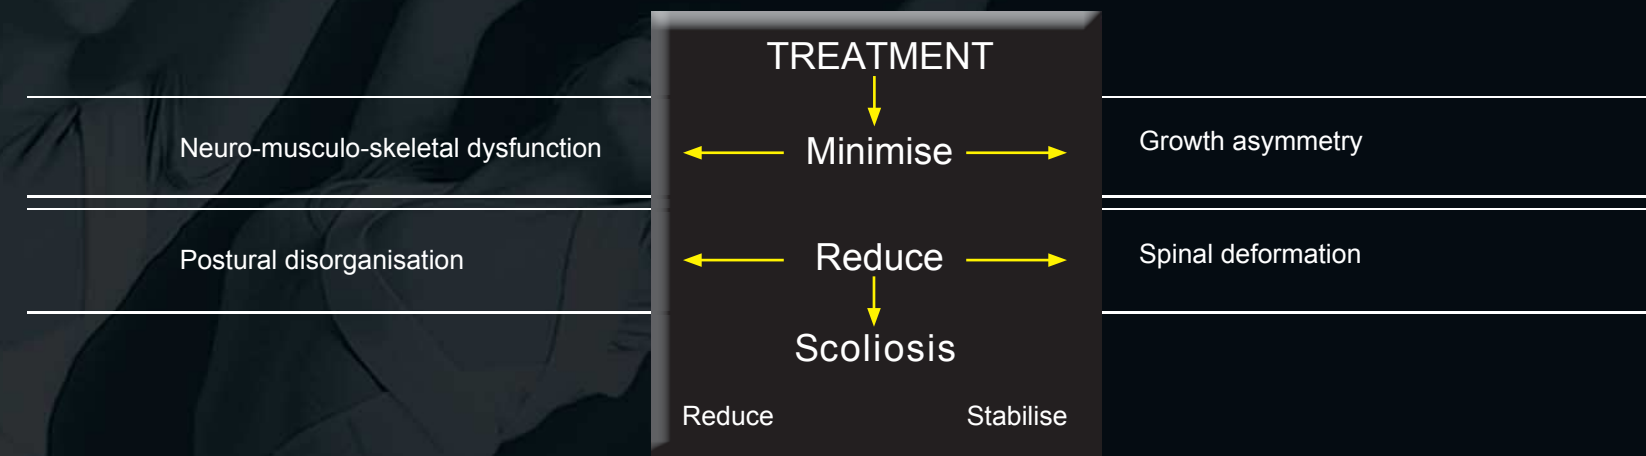 TREATMENT
Neuro-musculo-skeletal dysfunction
Minimise
Growth asymmetry
Postural disorganisation
Reduce
Spinal deformation
Scoliosis
Reduce
Stabilise